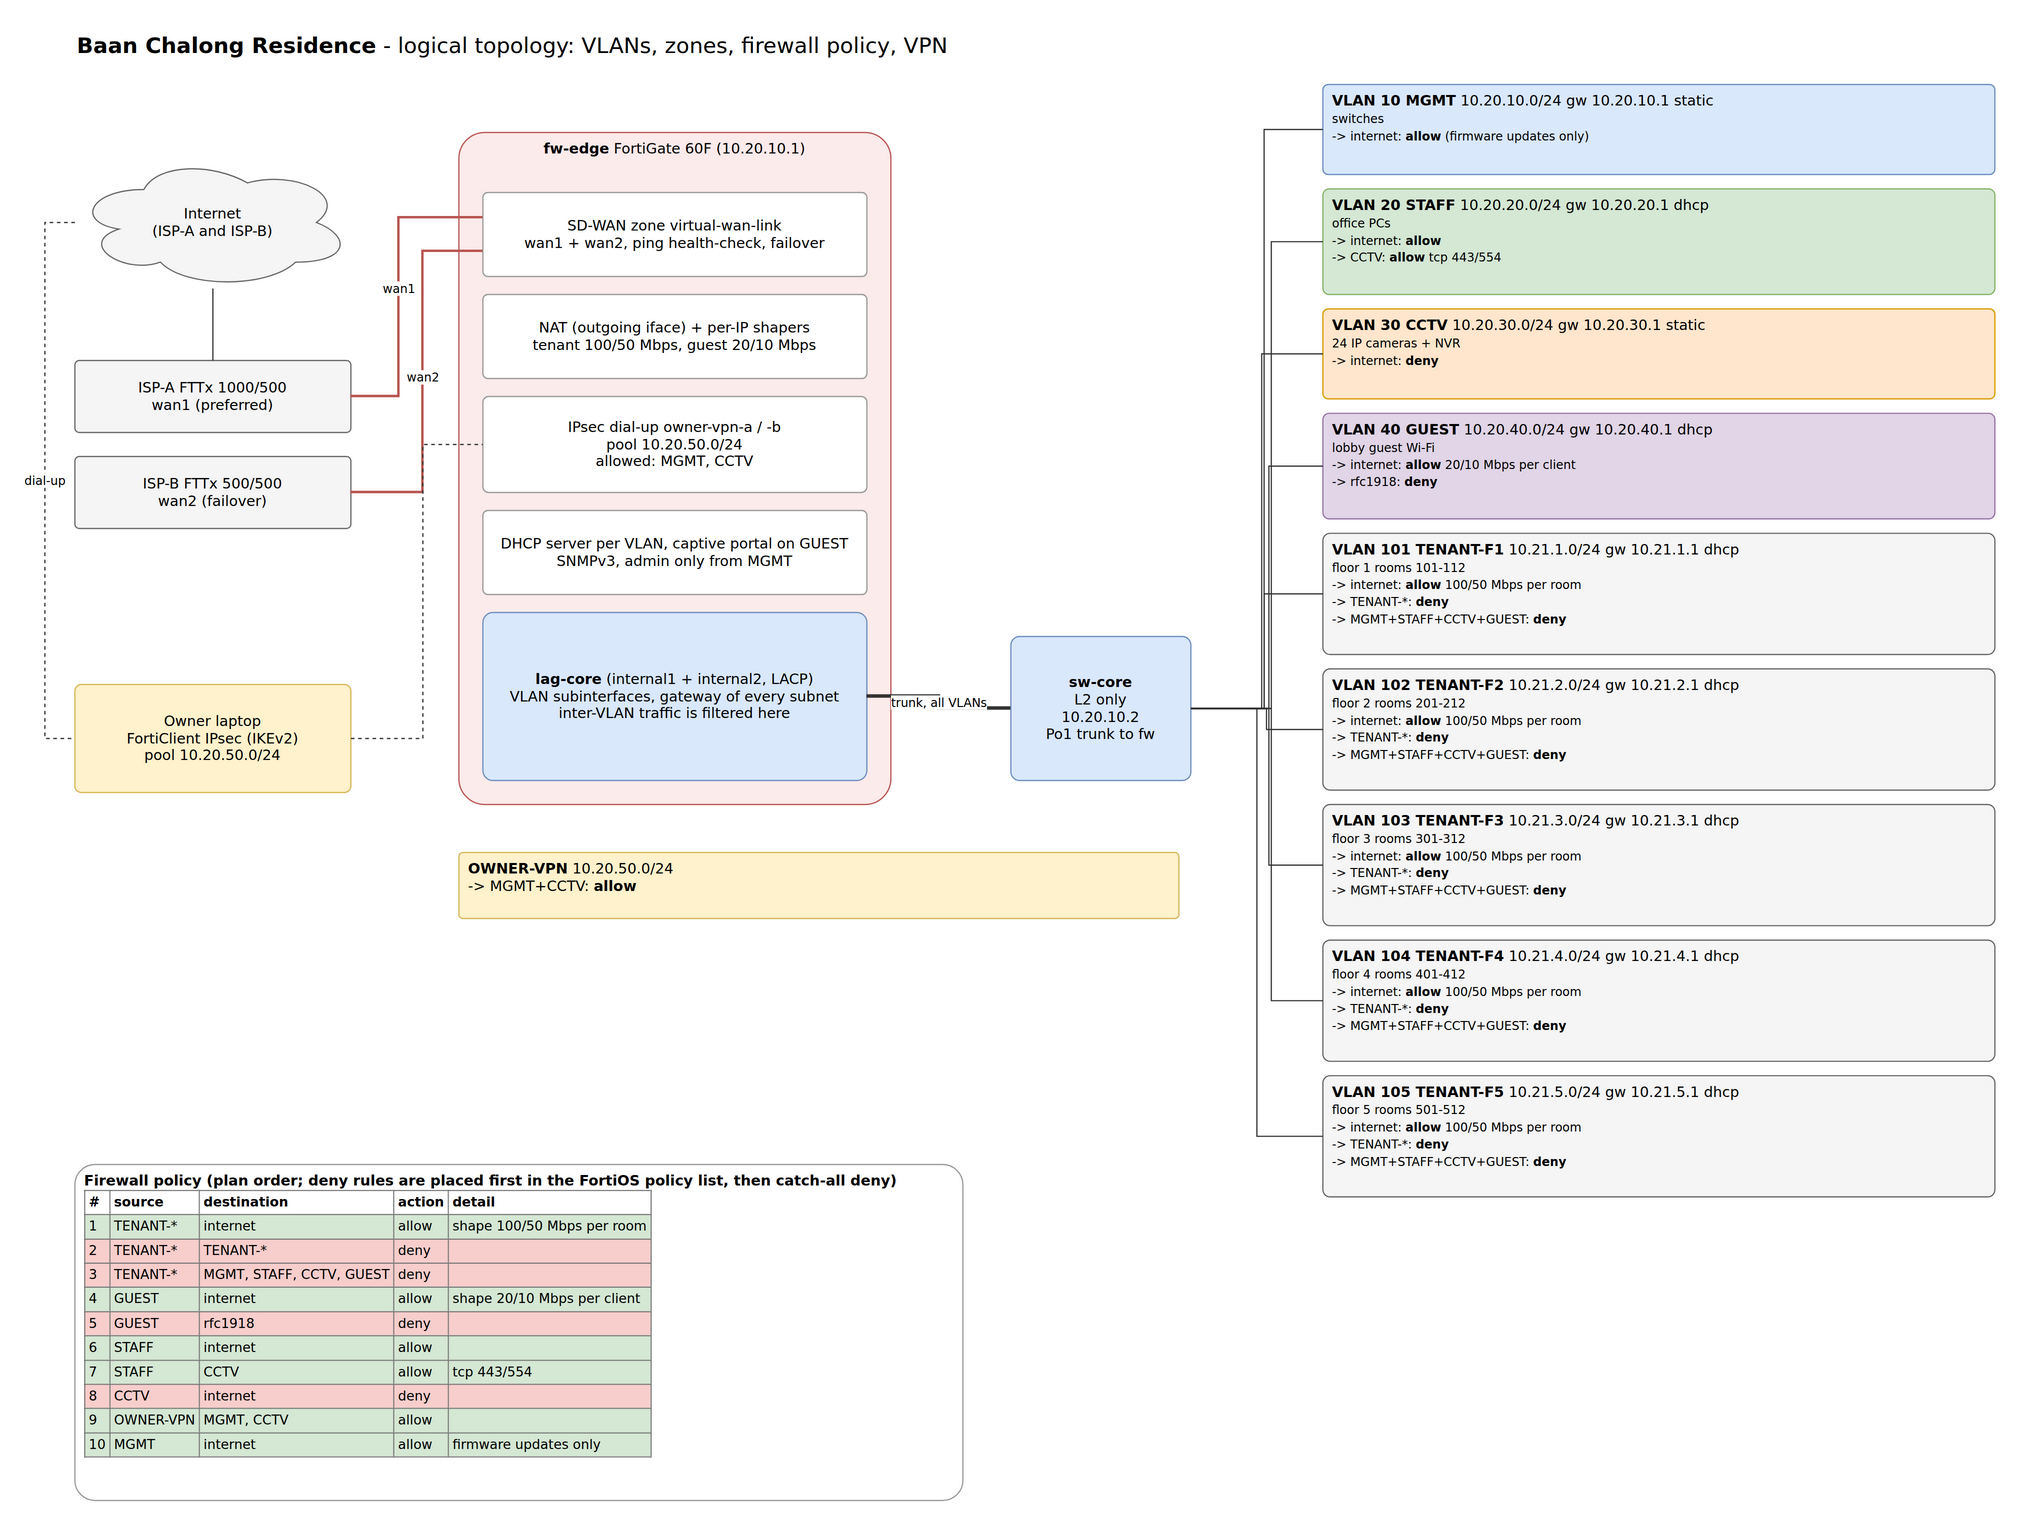 Baan Chalong Residence - logical topology: VLANs, zones, firewall policy, VPN
Internet
(ISP-A and ISP-B)
ISP-A FTTx 1000/500
wan1 (preferred)
ISP-B FTTx 500/500
wan2 (failover)
dial-up
wan1
wan2
Owner laptop
FortiClient IPsec (IKEv2)
pool 10.20.50.0/24
fw-edge FortiGate 60F (10.20.10.1)
SD-WAN zone virtual-wan-link
wan1 + wan2, ping health-check, failover
NAT (outgoing iface) + per-IP shapers
tenant 100/50 Mbps, guest 20/10 Mbps
IPsec dial-up owner-vpn-a / -b
pool 10.20.50.0/24
allowed: MGMT, CCTV
DHCP server per VLAN, captive portal on GUEST
SNMPv3, admin only from MGMT
lag-core (internal1 + internal2, LACP)
VLAN subinterfaces, gateway of every subnet
inter-VLAN traffic is filtered here
trunk, all VLANs
sw-core
L2 only
10.20.10.2
Po1 trunk to fw
OWNER-VPN 10.20.50.0/24
-> MGMT+CCTV: allow
VLAN 10 MGMT 10.20.10.0/24 gw 10.20.10.1 static
switches
-> internet: allow (firmware updates only)
VLAN 20 STAFF 10.20.20.0/24 gw 10.20.20.1 dhcp
office PCs
-> internet: allow
-> CCTV: allow tcp 443/554
VLAN 30 CCTV 10.20.30.0/24 gw 10.20.30.1 static
24 IP cameras + NVR
-> internet: deny
VLAN 40 GUEST 10.20.40.0/24 gw 10.20.40.1 dhcp
lobby guest Wi-Fi
-> internet: allow 20/10 Mbps per client
-> rfc1918: deny
VLAN 101 TENANT-F1 10.21.1.0/24 gw 10.21.1.1 dhcp
floor 1 rooms 101-112
-> internet: allow 100/50 Mbps per room
-> TENANT-*: deny
-> MGMT+STAFF+CCTV+GUEST: deny
VLAN 102 TENANT-F2 10.21.2.0/24 gw 10.21.2.1 dhcp
floor 2 rooms 201-212
-> internet: allow 100/50 Mbps per room
-> TENANT-*: deny
-> MGMT+STAFF+CCTV+GUEST: deny
VLAN 103 TENANT-F3 10.21.3.0/24 gw 10.21.3.1 dhcp
floor 3 rooms 301-312
-> internet: allow 100/50 Mbps per room
-> TENANT-*: deny
-> MGMT+STAFF+CCTV+GUEST: deny
VLAN 104 TENANT-F4 10.21.4.0/24 gw 10.21.4.1 dhcp
floor 4 rooms 401-412
-> internet: allow 100/50 Mbps per room
-> TENANT-*: deny
-> MGMT+STAFF+CCTV+GUEST: deny
VLAN 105 TENANT-F5 10.21.5.0/24 gw 10.21.5.1 dhcp
floor 5 rooms 501-512
-> internet: allow 100/50 Mbps per room
-> TENANT-*: deny
-> MGMT+STAFF+CCTV+GUEST: deny
Firewall policy (plan order; deny rules are placed first in the FortiOS policy list, then catch-all deny)
# source destination action detail
1 TENANT-* internet allow shape 100/50 Mbps per room
2 TENANT-* TENANT-* deny
3 TENANT-* MGMT, STAFF, CCTV, GUEST deny
4 GUEST internet allow shape 20/10 Mbps per client
5 GUEST rfc1918 deny
6 STAFF internet allow
7 STAFF CCTV allow tcp 443/554
8 CCTV internet deny
9 OWNER-VPN MGMT, CCTV allow
10 MGMT internet allow firmware updates only